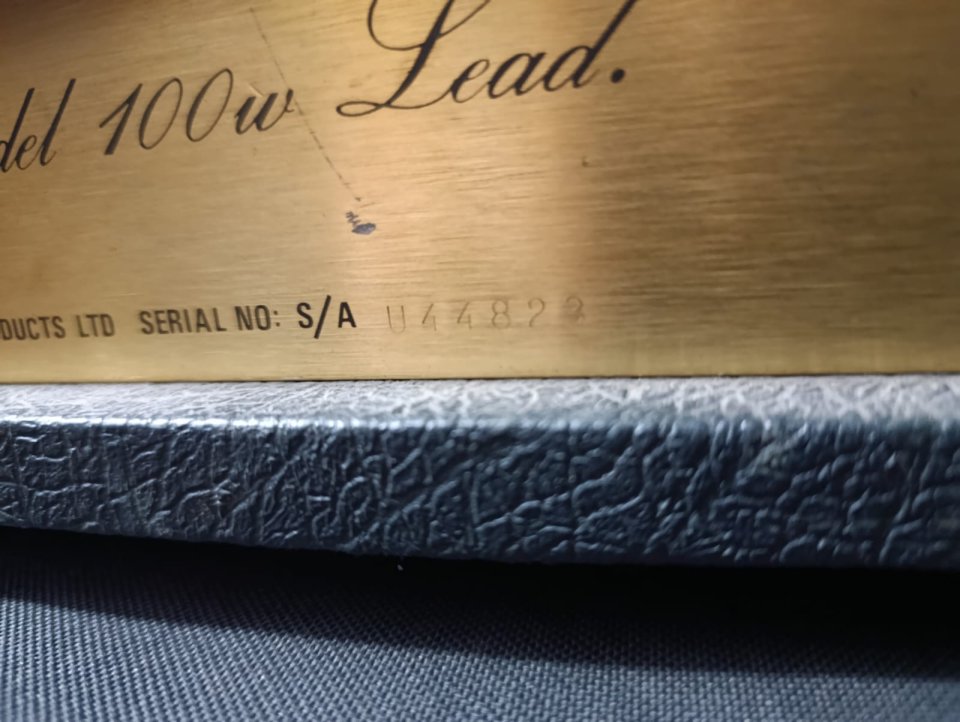 del 100w Lead.
DUCTS LTD SERIAL NO: S/A U44823